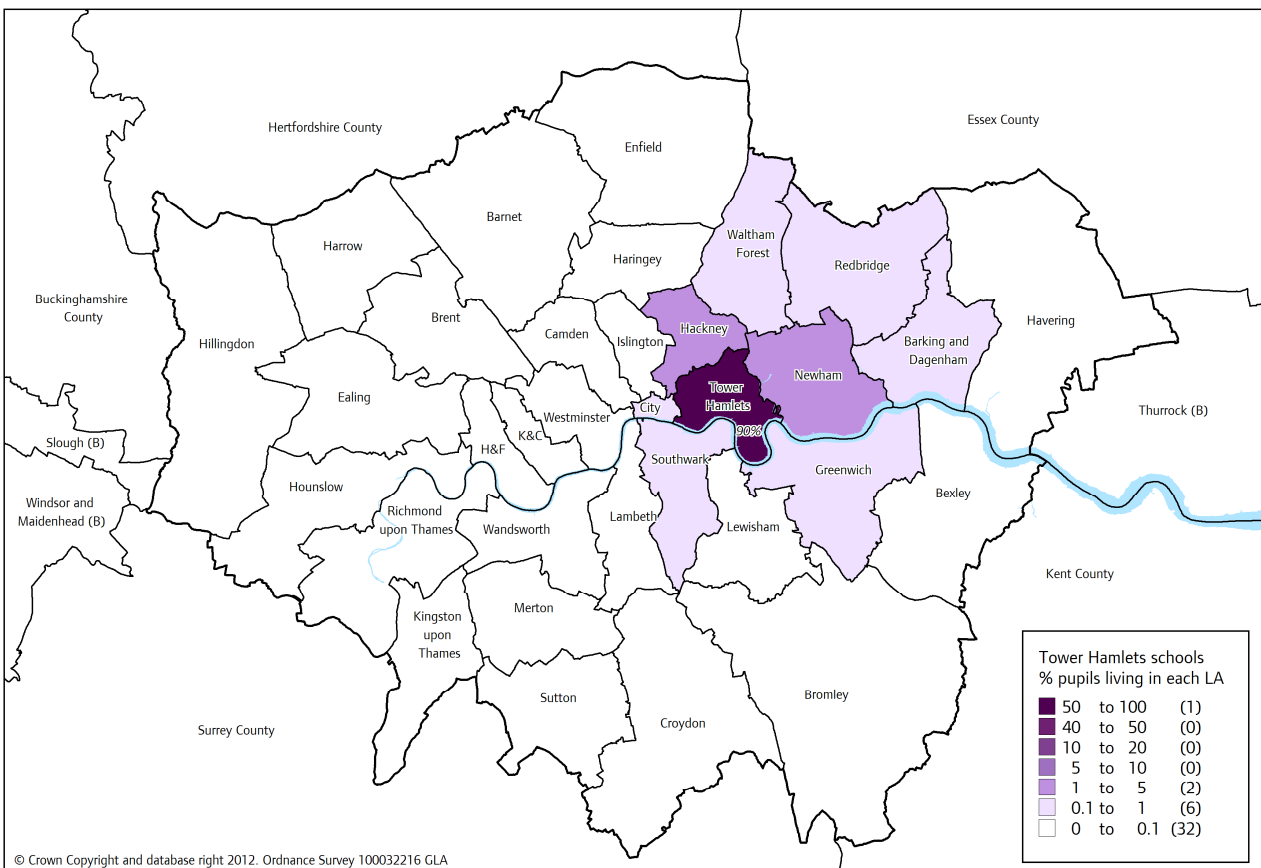 Hertfordshire County
Essex County
Enfield
Barnet
Waltham
Forest
Harrow
Haringey
Redbridge
Buckinghamshire
County
Brent
Hillingdon
Camden
Islington
Hackney
Havering
Barking and
Dagenham
Ealing
Newham
Tower
Hamlets
90%
City
Westminster
K&C
H&F
Thurrock (B)
Slough (B)
Southwark
Greenwich
Hounslow
Bexley
Windsor and
Maidenhead (B)
Richmond
upon Thames
Wandsworth
Lambeth
Lewisham
Kent County
Merton
Kingston
upon
Thames
Sutton
Bromley
Croydon
Surrey County
Tower Hamlets schools
% pupils living in each LA
50 to 100 (1)
40 to 50 (0)
10 to 20 (0)
5 to 10 (0)
1 to 5 (2)
0.1 to 1 (6)
0 to 0.1 (32)
© Crown Copyright and database right 2012. Ordnance Survey 100032216 GLA